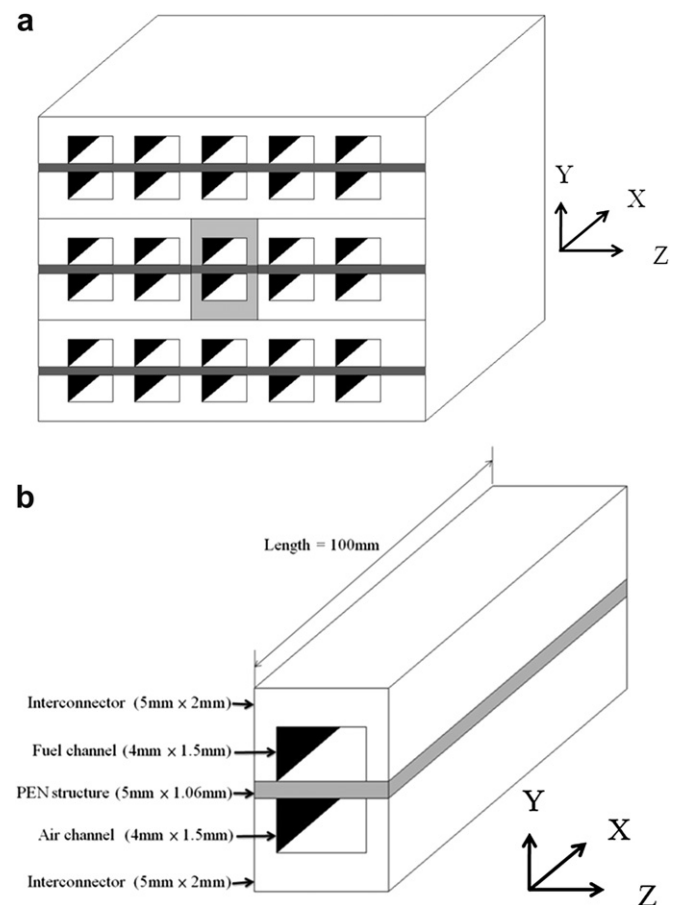 a
Y
X
Z
b
Length = 100mm
Interconnector (5mm × 2mm)
Fuel channel (4mm × 1.5mm)
PEN structure (5mm × 1.06mm)
Air channel (4mm × 1.5mm)
Interconnector (5mm × 2mm)
Y
X
Z